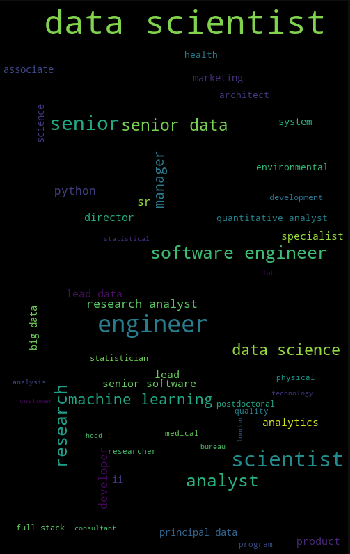 data scientist
health
associate
marketing
architect
science
senior
senior data
system
manager
environmental
python
sr
development
director
quantitative analyst
statistical
specialist
software engineer
lead data
research analyst
big data
engineer
statistician
data science
lead
physical
analysis
senior software
research
machine learning
technology
postdoctoral
quality
analytics
head
medical
developer
researcher
bureau
scientist
ii
analyst
full stack
consultant
principal data
program
product